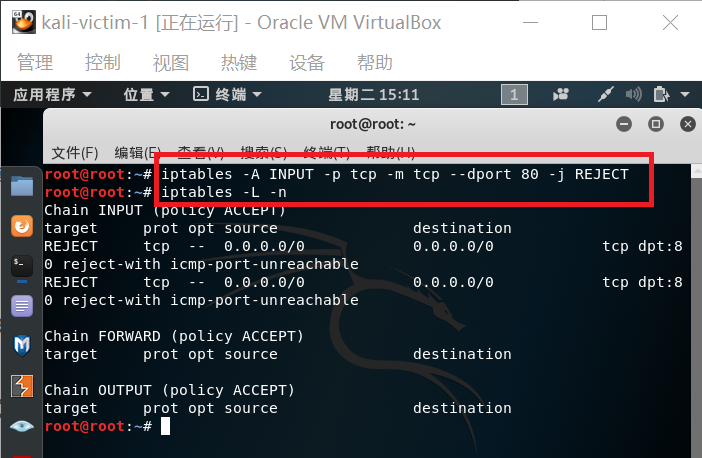 kali-victim-1 [正在运行] - Oracle VM VirtualBox
管理 控制 视图 热键 设备 帮助
应用程序 位置 终端 星期二 15:11 1
root@root: ~
文件(F) 编辑(E) 查看(V) 搜索(S) 终端(T) 帮助(H)
root@root:~# iptables -A INPUT -p tcp -m tcp --dport 80 -j REJECT
root@root:~# iptables -L -n
Chain INPUT (policy ACCEPT)
target     prot opt source               destination
REJECT     tcp  --  0.0.0.0/0            0.0.0.0/0            tcp dpt:8
0 reject-with icmp-port-unreachable
REJECT     tcp  --  0.0.0.0/0            0.0.0.0/0            tcp dpt:8
0 reject-with icmp-port-unreachable
Chain FORWARD (policy ACCEPT)
target     prot opt source               destination
Chain OUTPUT (policy ACCEPT)
target     prot opt source               destination
root@root:~#